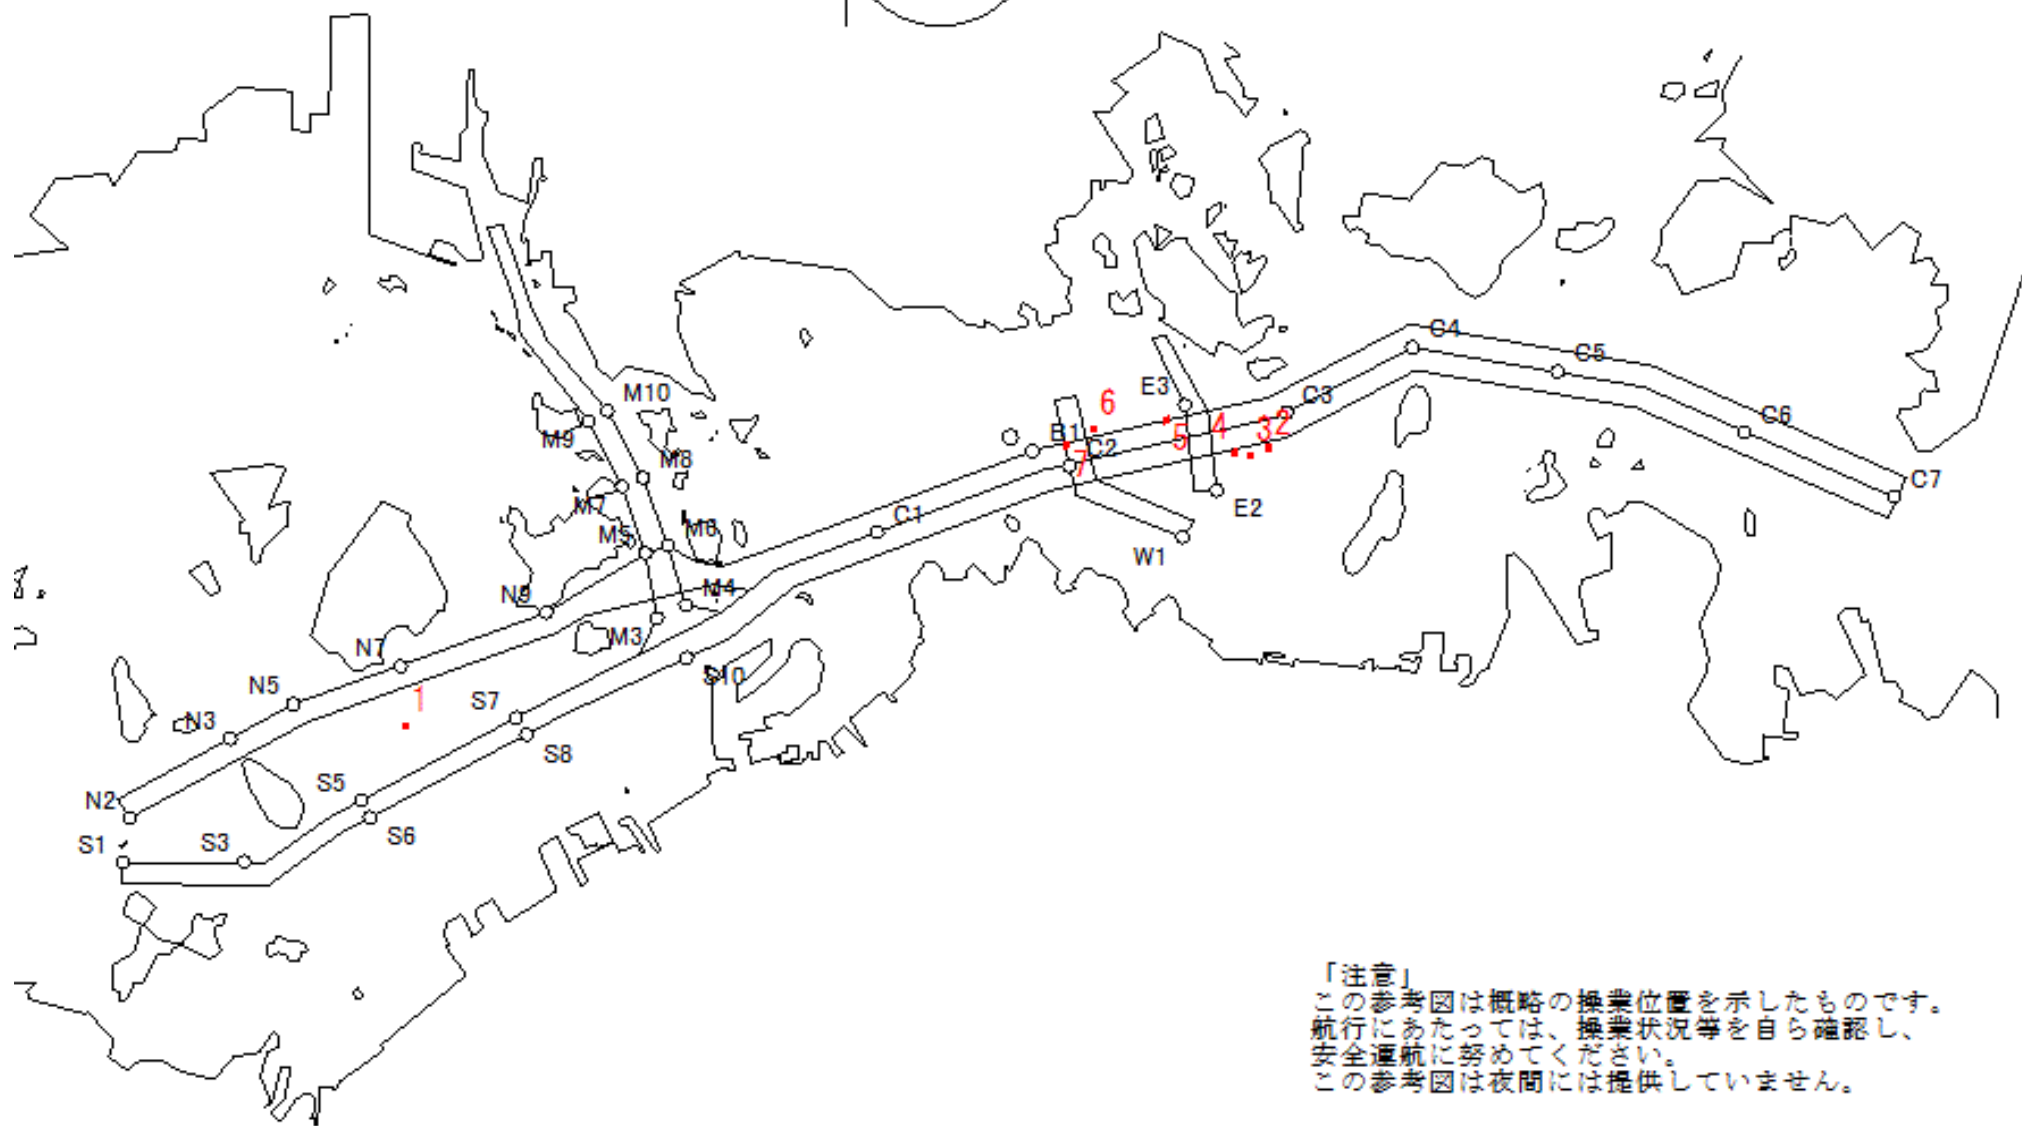 C4
C5
M10
E3
6
C3
C6
M9
B1
5
4
3
2
C2
M8
7
C7
M7
E2
M5
M6
C1
W1
N9
M4
M3
N7
S10
N5
1
N3
S7
S8
S5
N2
S6
S1
S3
「注意」
この参考図は概略の操業位置を示したものです。
航行にあたっては、操業状況等を自ら確認し、
安全運航に努めてください。
この参考図は夜間には提供していません。